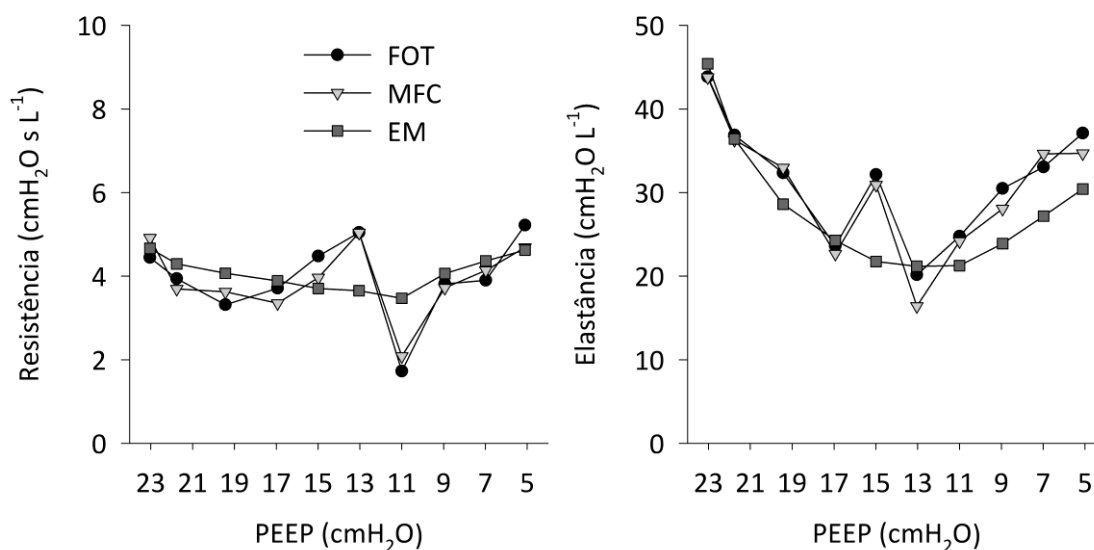 Resistência (cmH₂O s L⁻¹)
10
8
6
4
2
0
FOT
MFC
EM
23 21 19 17 15 13 11 9 7 5
PEEP (cmH₂O)
Elastância (cmH₂O L⁻¹)
50
40
30
20
10
0
23 21 19 17 15 13 11 9 7 5
PEEP (cmH₂O)